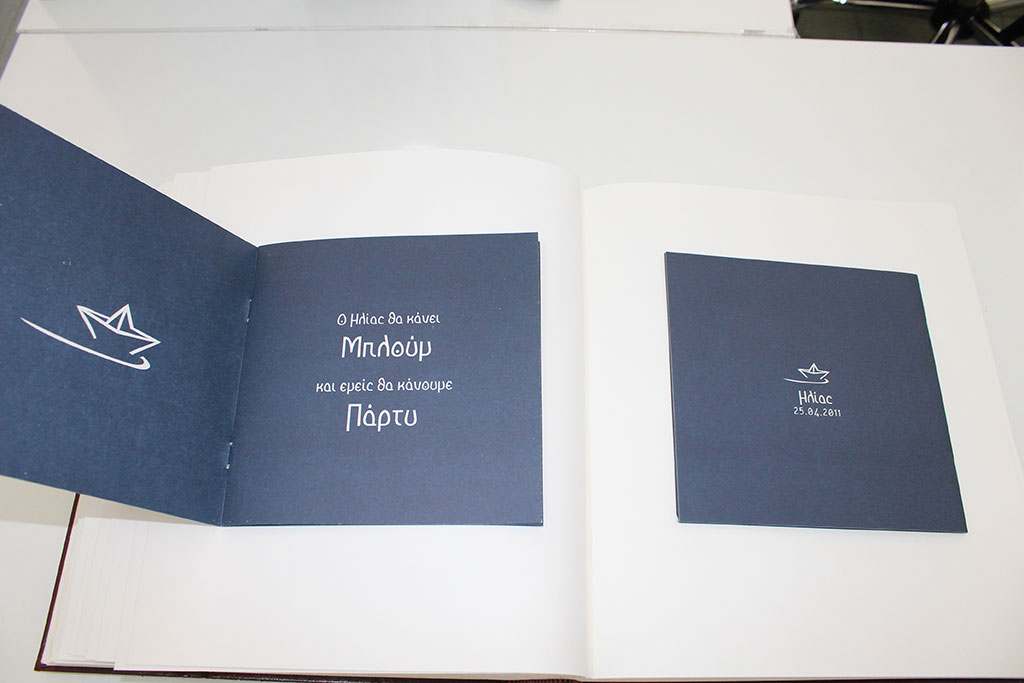 Ο Ηλίας θα κάνει
Μπλούμ
και εμείς θα κάνουμε
Πάρτυ
Ηλίας
25.04.2011